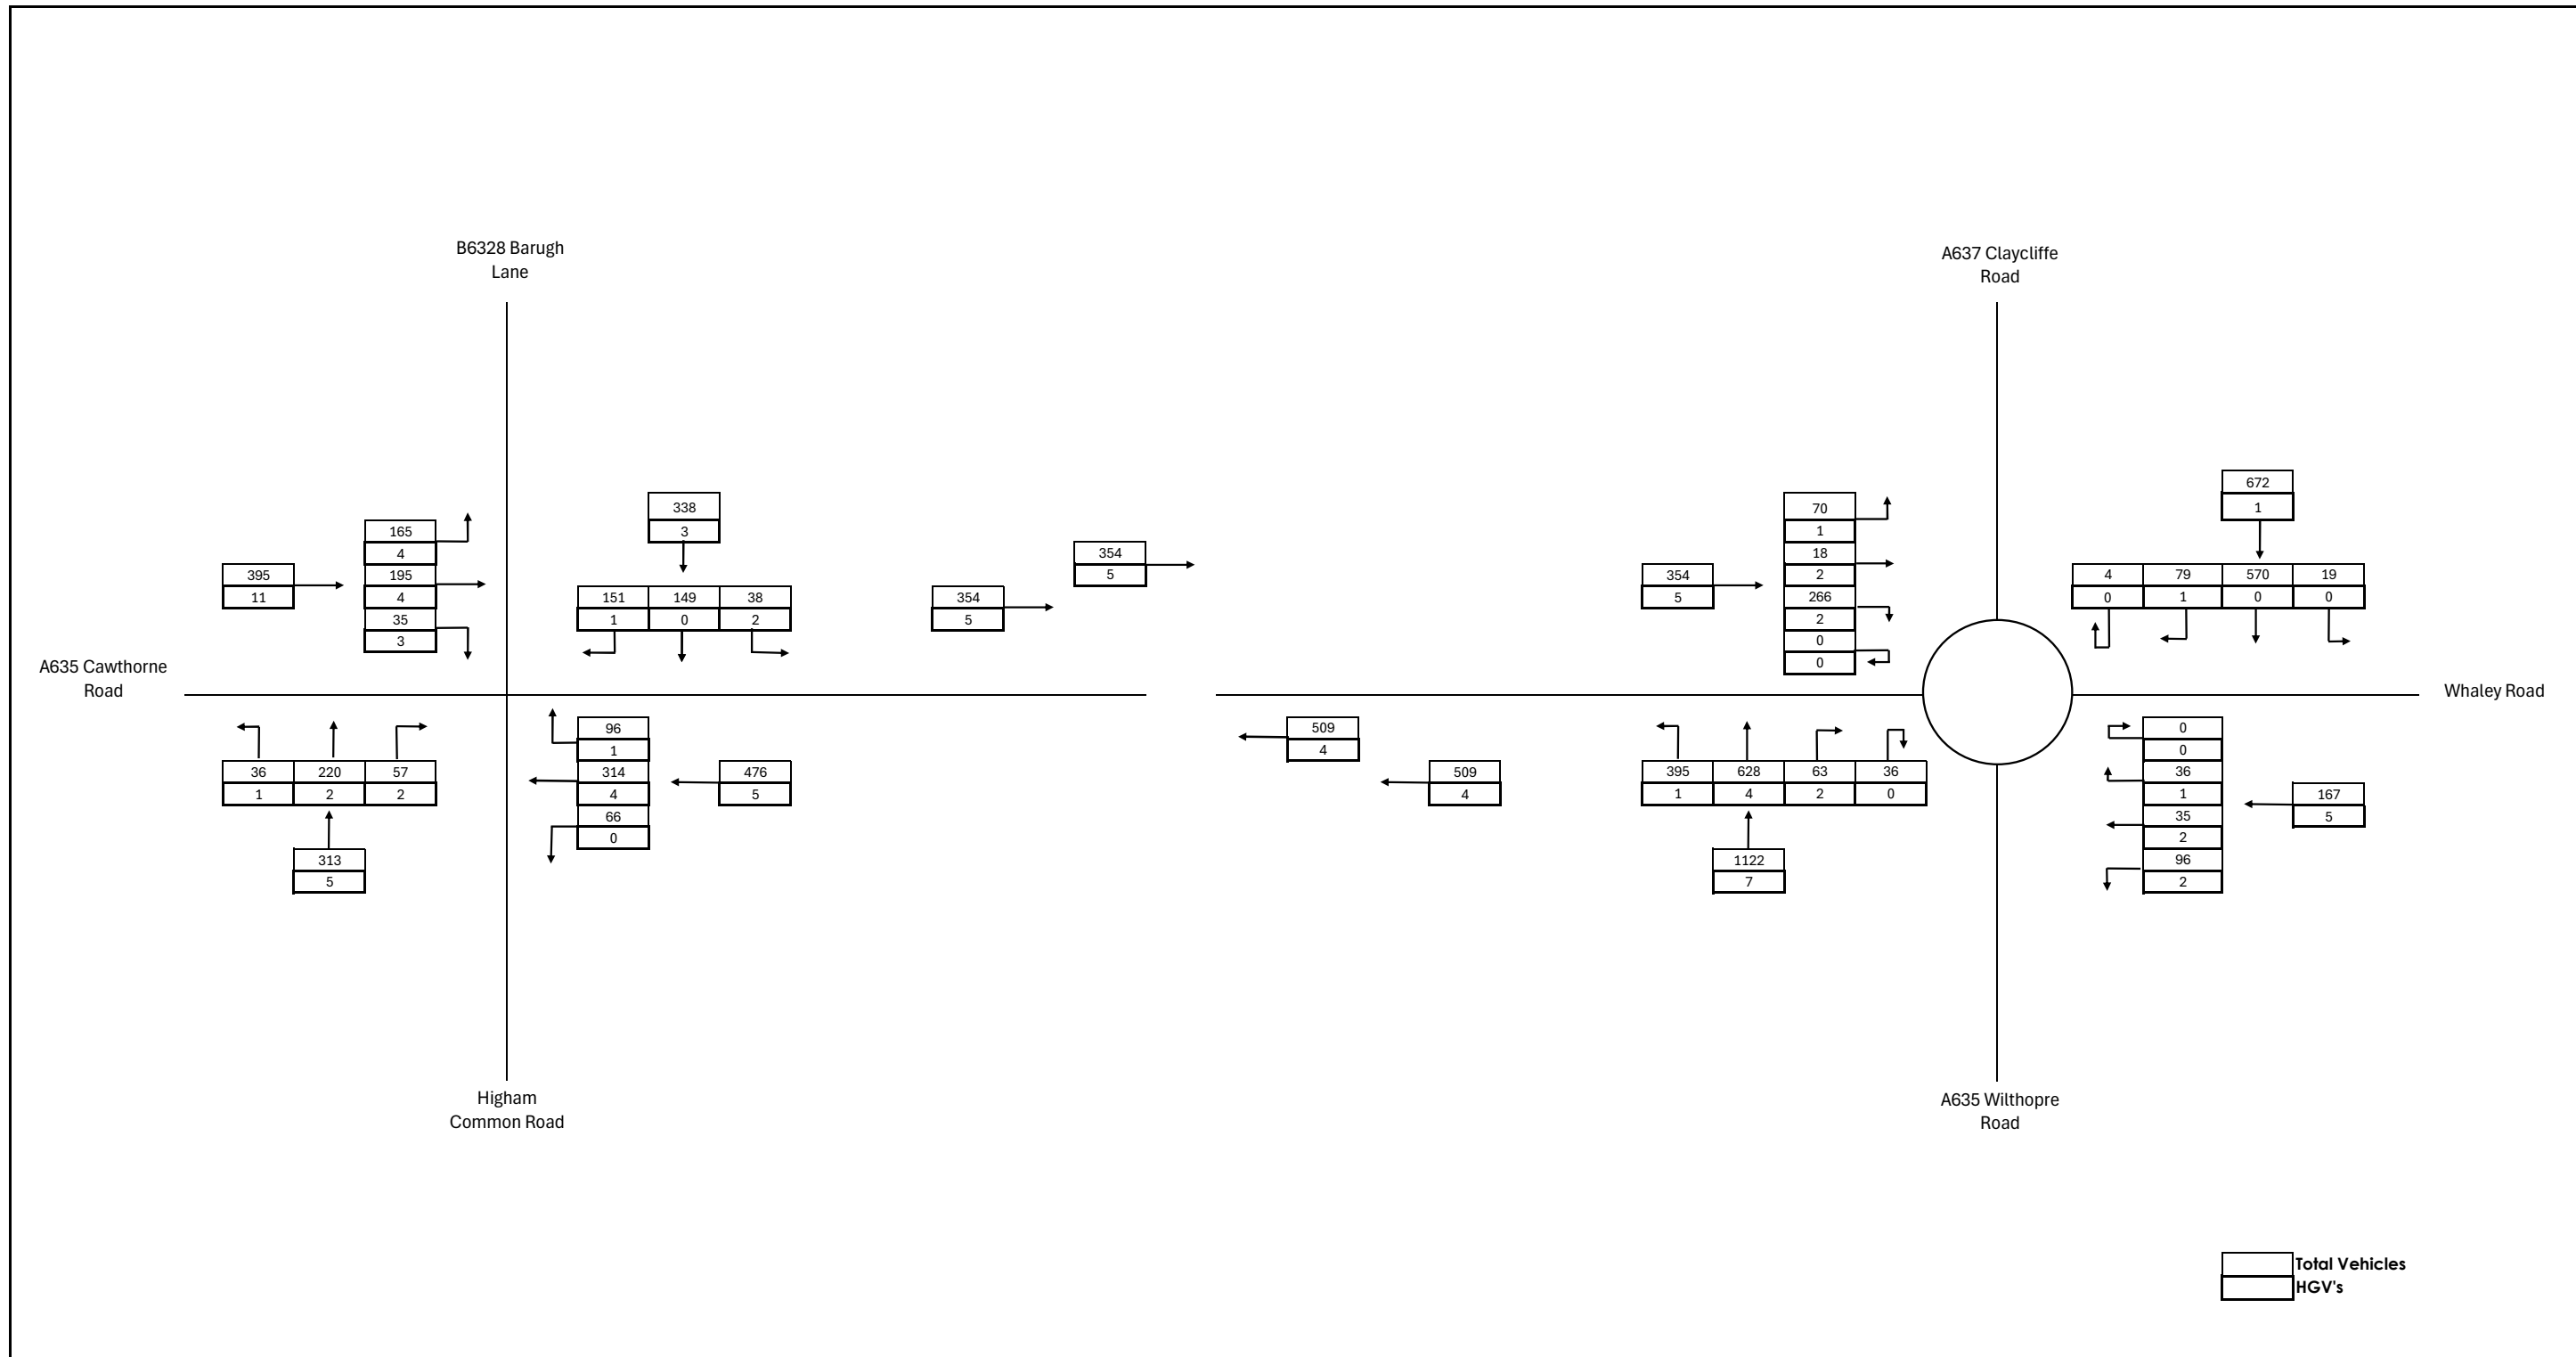 B6328 Barugh
Lane
A637 Claycliffe
Road
672
1
338
3
70
1
165
4
18
2
354
5
395
11
195
4
354
5
4 79 570 19
0 1 0 0
151 149 38
1 0 2
354
5
266
2
35
3
0
0
A635 Cawthorne
Road
Whaley Road
96
1
509
4
0
0
36 220 57
1 2 2
314
4
476
5
509
4
395 628 63 36
1 4 2 0
36
1
167
5
66
0
35
2
313
5
1122
7
96
2
Higham
Common Road
A635 Wilthopre
Road
Total Vehicles
HGV's